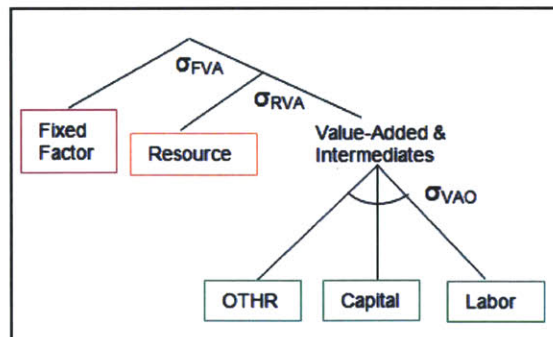 σFVA
σRVA
Fixed
Factor
Resource
Value-Added &
Intermediates
σVAO
OTHR
Capital
Labor